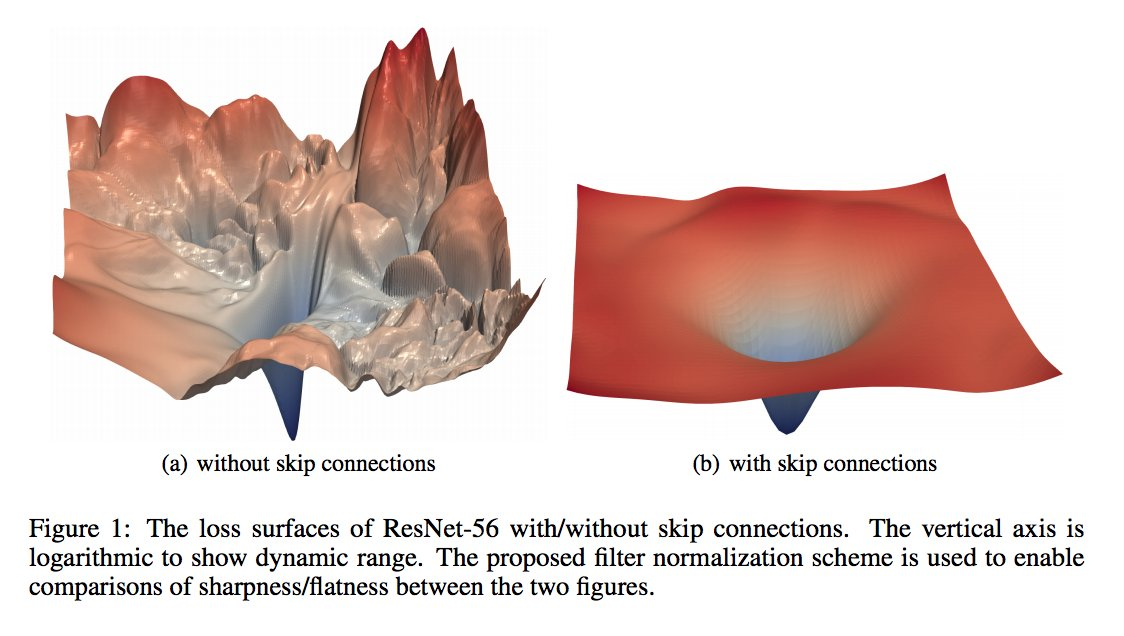 (a) without skip connections
(b) with skip connections
Figure 1: The loss surfaces of ResNet-56 with/without skip connections. The vertical axis is
logarithmic to show dynamic range. The proposed filter normalization scheme is used to enable
comparisons of sharpness/flatness between the two figures.